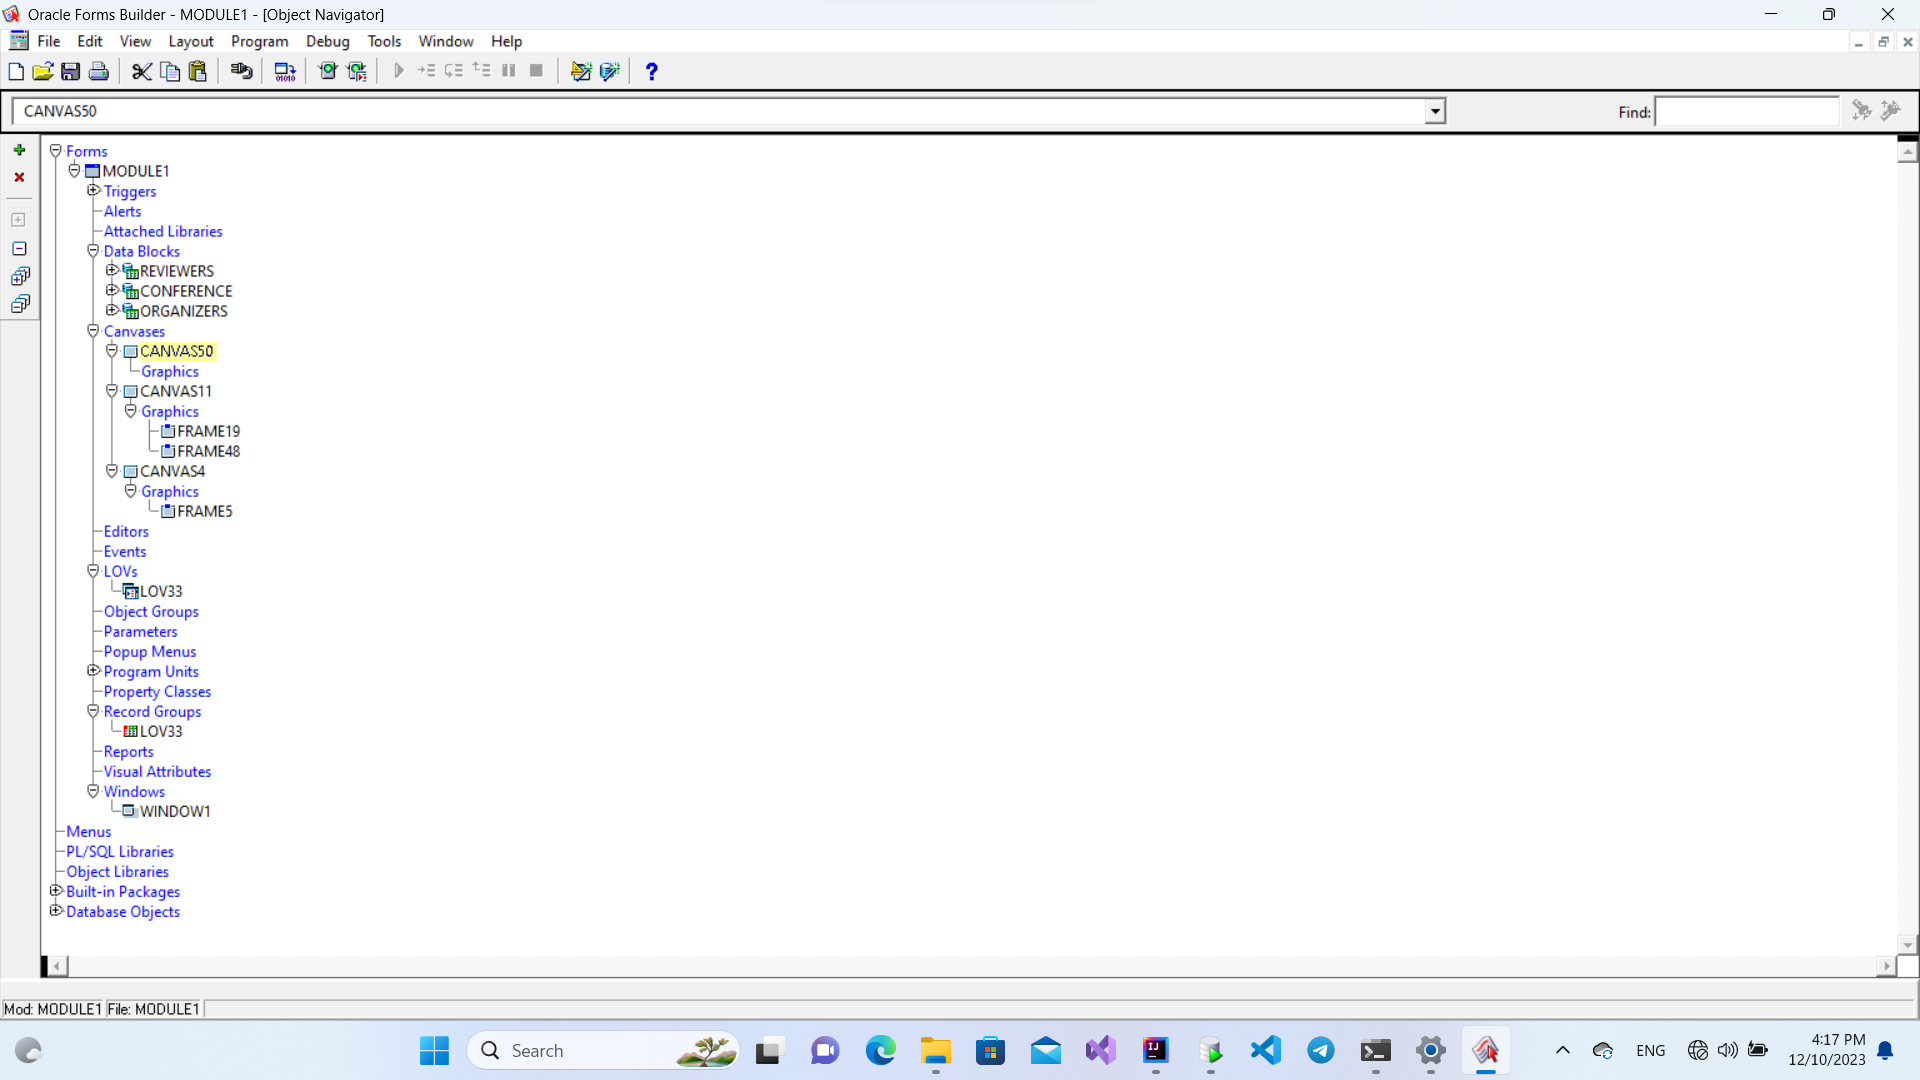 Oracle Forms Builder - MODULE1 - [Object Navigator]
File Edit View Layout Program Debug Tools Window Help
CANVAS50
Find:
Forms
MODULE1
Triggers
Alerts
Attached Libraries
Data Blocks
REVIEWERS
CONFERENCE
ORGANIZERS
Canvases
CANVAS50
Graphics
CANVAS11
Graphics
FRAME19
FRAME48
CANVAS4
Graphics
FRAME5
Editors
Events
LOVs
LOV33
Object Groups
Parameters
Popup Menus
Program Units
Property Classes
Record Groups
LOV33
Reports
Visual Attributes
Windows
WINDOW1
Menus
PL/SQL Libraries
Object Libraries
Built-in Packages
Database Objects
Mod: MODULE1 File: MODULE1
Search
ENG
4:17 PM
12/10/2023